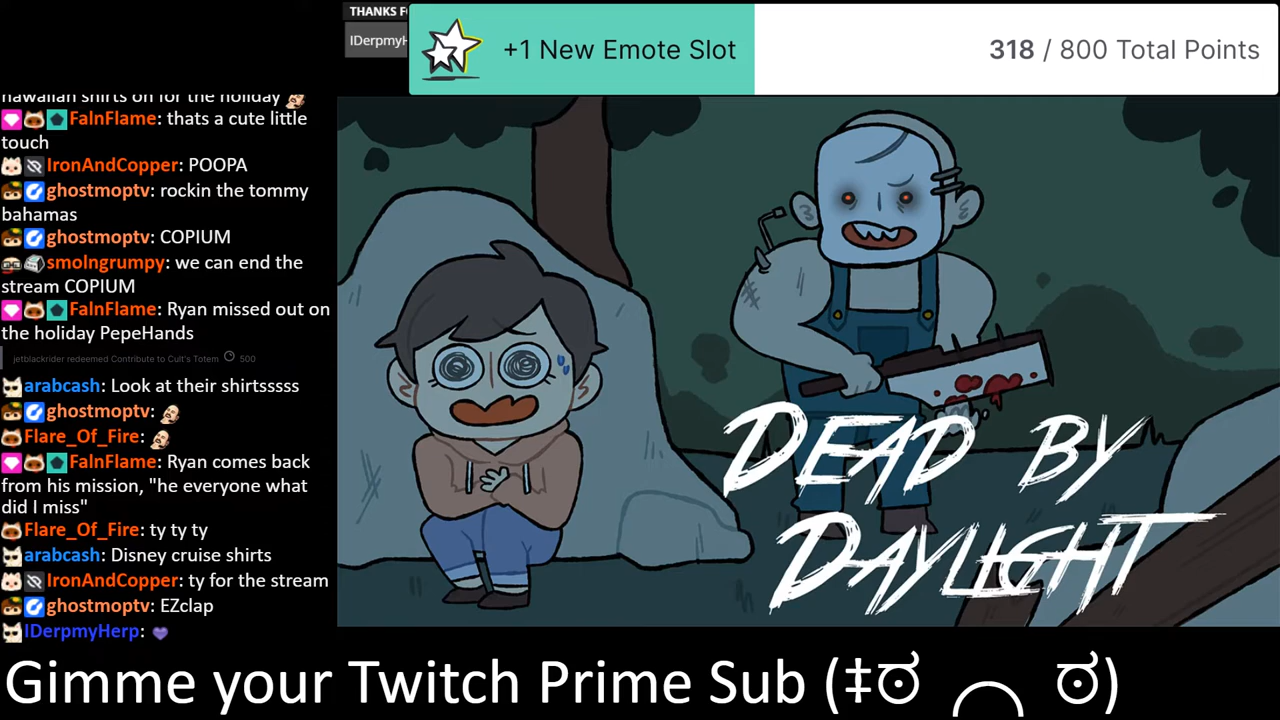 THANKS F
IDerpmyH
+1 New Emote Slot
318 / 800 Total Points
hawaiian shirts on for the holiday
FaInFlame: thats a cute little
touch
IronAndCopper: POOPA
ghostmoptv: rockin the tommy
bahamas
ghostmoptv: COPIUM
smolngrumpy: we can end the
stream COPIUM
FaInFlame: Ryan missed out on
the holiday PepeHands
jetblackrider redeemed Contribute to Cult's Totem 500
arabcash: Look at their shirtsssss
ghostmoptv:
Flare_Of_Fire:
FaInFlame: Ryan comes back
from his mission, "he everyone what
did I miss"
Flare_Of_Fire: ty ty ty
arabcash: Disney cruise shirts
IronAndCopper: ty for the stream
ghostmoptv: EZclap
IDerpmyHerp:
DEAD BY
DAYLIGHT
Gimme your Twitch Prime Sub (‡ಠ ⁀ ಠ)